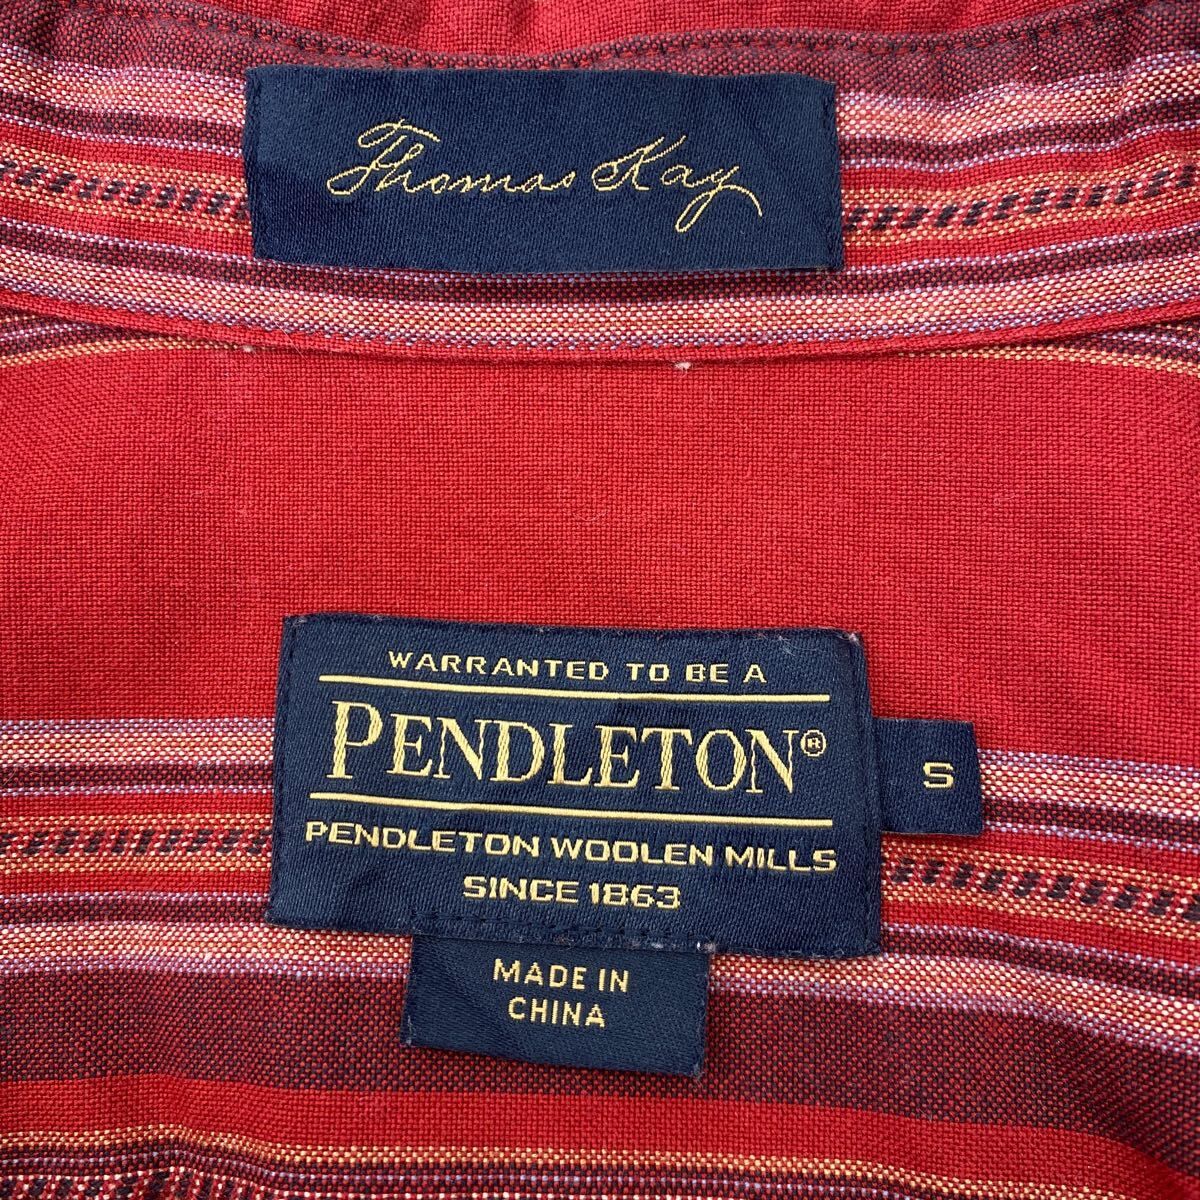 Thomas Kay
WARRANTED TO BE A
PENDLETON®
S
PENDLETON WOOLEN MILLS
SINCE 1863
MADE IN
CHINA